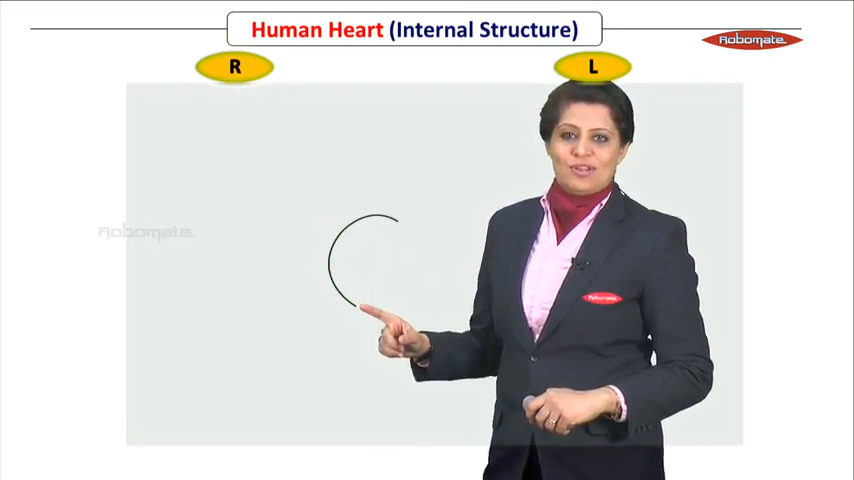 Human Heart (Internal Structure)
Robomate
R
L
Robomate
Robomate